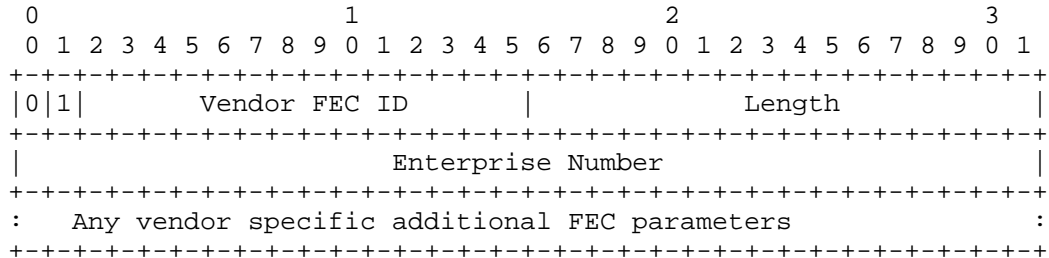 0                   1                   2                   3
 0 1 2 3 4 5 6 7 8 9 0 1 2 3 4 5 6 7 8 9 0 1 2 3 4 5 6 7 8 9 0 1
+-+-+-+-+-+-+-+-+-+-+-+-+-+-+-+-+-+-+-+-+-+-+-+-+-+-+-+-+-+-+-+-+
|0|1|       Vendor FEC ID       |             Length            |
+-+-+-+-+-+-+-+-+-+-+-+-+-+-+-+-+-+-+-+-+-+-+-+-+-+-+-+-+-+-+-+-+
|                       Enterprise Number                       |
+-+-+-+-+-+-+-+-+-+-+-+-+-+-+-+-+-+-+-+-+-+-+-+-+-+-+-+-+-+-+-+-+
:   Any vendor specific additional FEC parameters               :
+-+-+-+-+-+-+-+-+-+-+-+-+-+-+-+-+-+-+-+-+-+-+-+-+-+-+-+-+-+-+-+-+